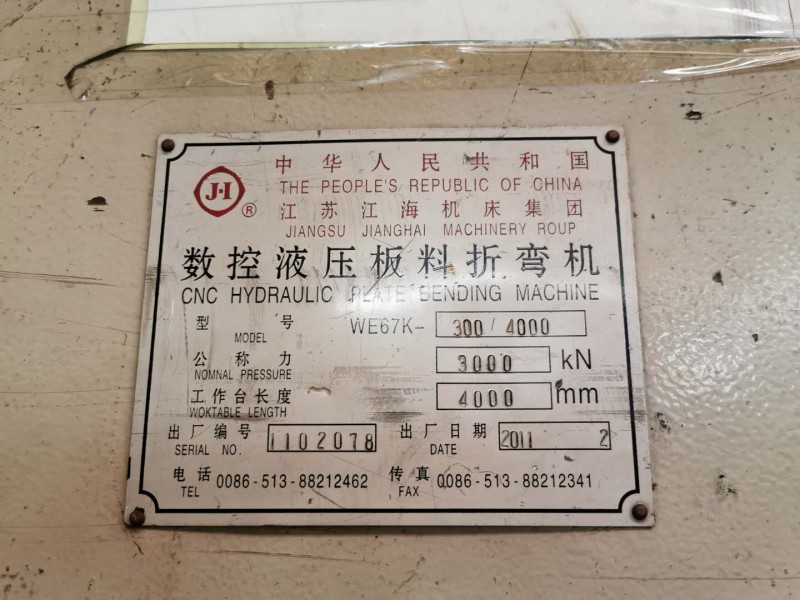 中华人民共和国
THE PEOPLE'S REPUBLIC OF CHINA
J·I ®
江苏江海机床集团
JIANGSU JIANGHAI MACHINERY ROUP
数控液压板料折弯机
CNC HYDRAULIC PLATE BENDING MACHINE
型号 WE67K- 300/4000
MODEL
公称力 3000 kN
NOMNAL PRESSURE
工作台长度 4000 mm
WOKTABLE LENGTH
出厂编号 1102078 出厂日期 2011 2
SERIAL NO. DATE
电话 0086-513-88212462 传真 0086-513-88212341
TEL FAX